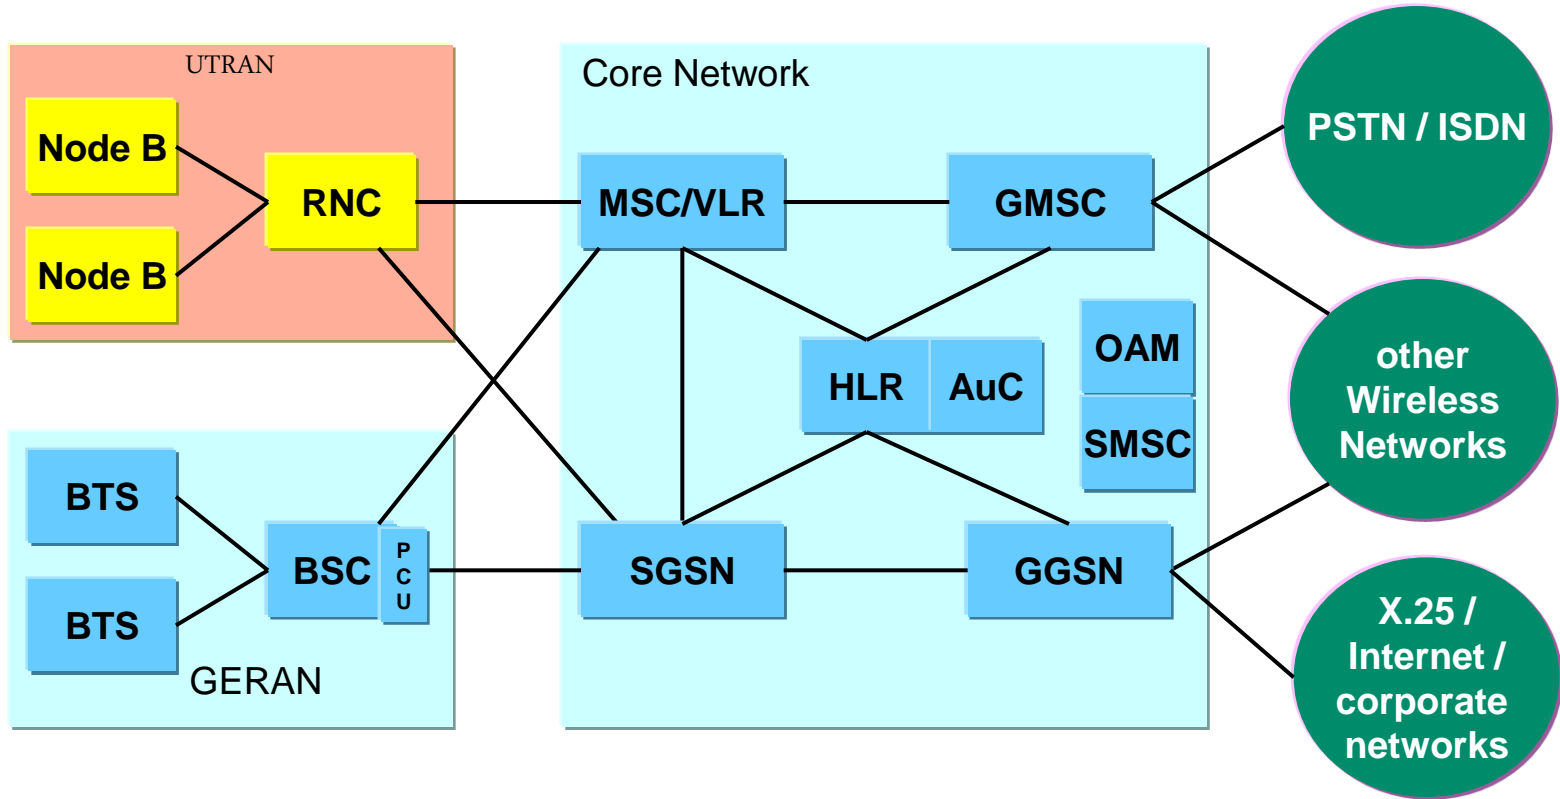 UTRAN
Node B
Node B
RNC
Core Network
MSC/VLR
GMSC
HLR
AuC
OAM
SMSC
SGSN
GGSN
BTS
BTS
BSC
P
C
U
GERAN
PSTN / ISDN
other
Wireless
Networks
X.25 /
Internet /
corporate
networks